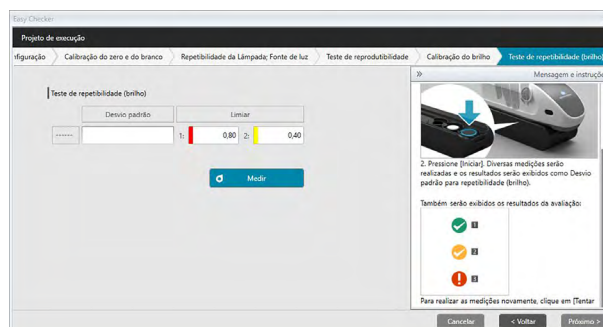 Easy Checker
Projeto de execução
nfiguração
Calibração do zero e do branco
Repetibilidade da Lâmpada; Fonte de luz
Teste de reprodutibilidade
Calibração do brilho
Teste de repetibilidade (brilho)
» Mensagem e instruçõe
Teste de repetibilidade (brilho)
Desvio padrão Limiar
------ 1: 0,80 2: 0,40
Medir
2. Pressione [Iniciar]. Diversas medições serão
realizadas e os resultados serão exibidos como Desvio
padrão para repetibilidade (brilho).
Também serão exibidos os resultados da avaliação:
1
2
3
Para realizar as medições novamente, clique em [Tentar
Cancelar < Voltar Próximo >